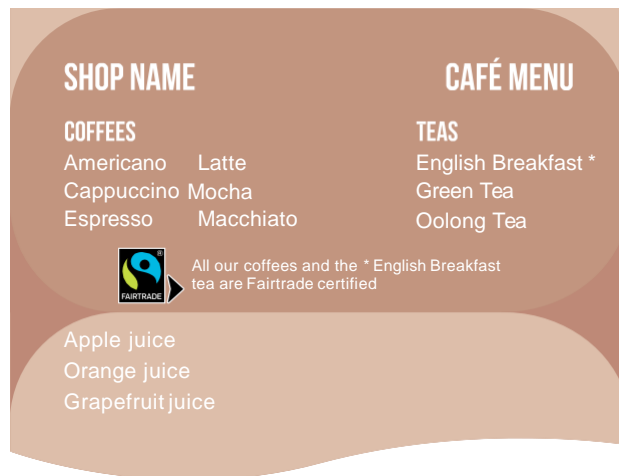 SHOP NAME
CAFÉ MENU
COFFEES
Americano Latte
Cappuccino Mocha
Espresso Macchiato
TEAS
English Breakfast *
Green Tea
Oolong Tea
®
FAIRTRADE
All our coffees and the * English Breakfast
tea are Fairtrade certified
Apple juice
Orange juice
Grapefruit juice